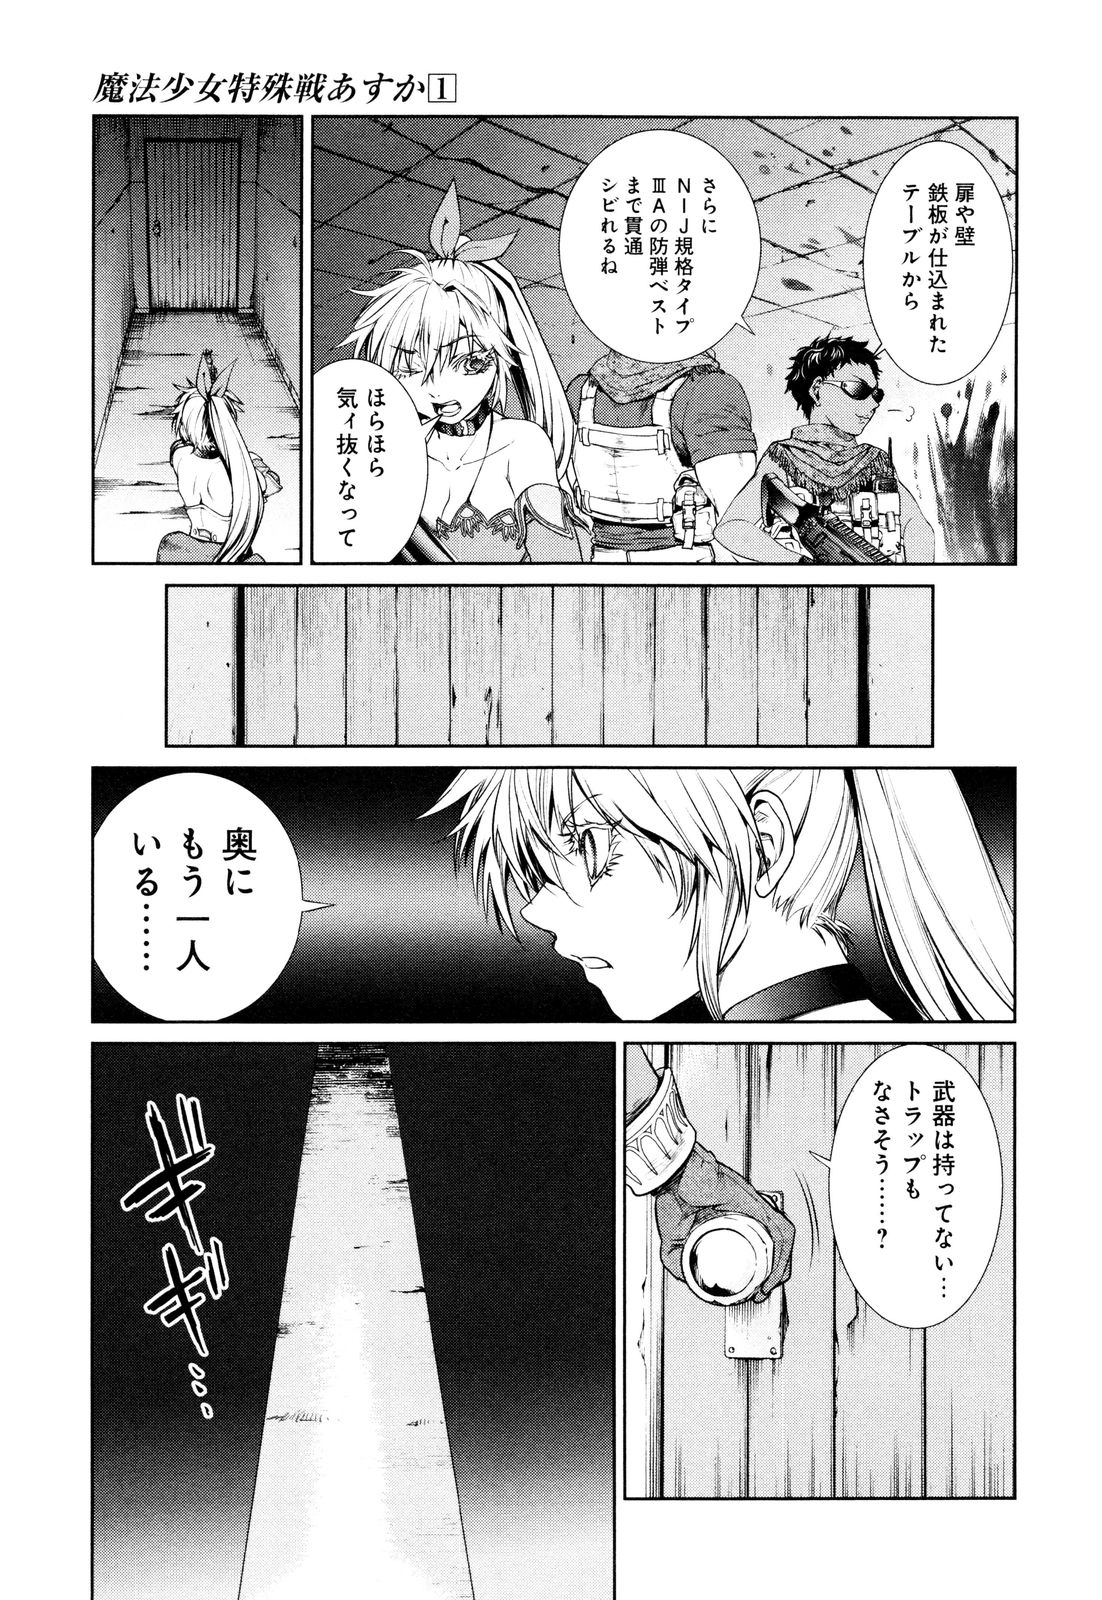 魔法少女特殊戦あすか1
扉や壁
鉄板が仕込まれた
テーブルから
さらに
NIJ規格タイプ
ⅢAの防弾ベスト
まで貫通
シビれるね
ほらほら
気ィ抜くなって
奥に
もう一人
いる……
武器は持ってない…
トラップも
なさそう……?
ギギ…